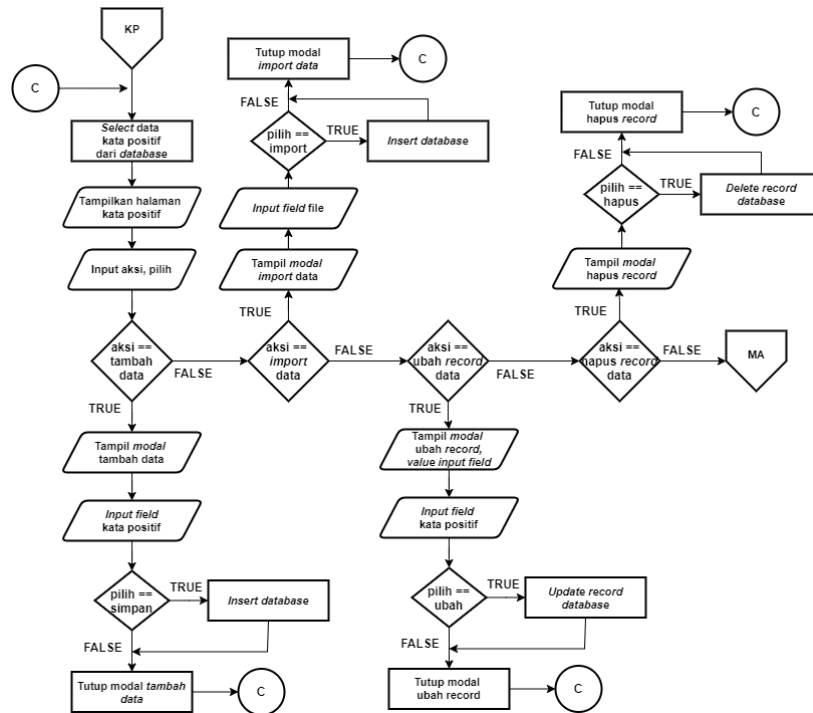 KP
C
Select data
kata positif
dari database
Tampilkan halaman
kata positif
Input aksi, pilih
aksi ==
tambah
data
FALSE
TRUE
Tampil modal
tambah data
Input field
kata positif
pilih ==
simpan
TRUE
Insert database
FALSE
Tutup modal tambah
data
C
aksi ==
import
data
TRUE
FALSE
Tampil modal
import data
Input field file
pilih ==
import
TRUE
Insert database
FALSE
Tutup modal
import data
C
aksi ==
ubah record
data
FALSE
TRUE
Tampil modal
ubah record,
value input field
Input field
kata positif
pilih ==
ubah
TRUE
Update record
database
FALSE
Tutup modal
ubah record
C
aksi ==
hapus record
data
FALSE
MA
TRUE
Tampil modal
hapus record
pilih ==
hapus
TRUE
Delete record
database
FALSE
Tutup modal
hapus record
C